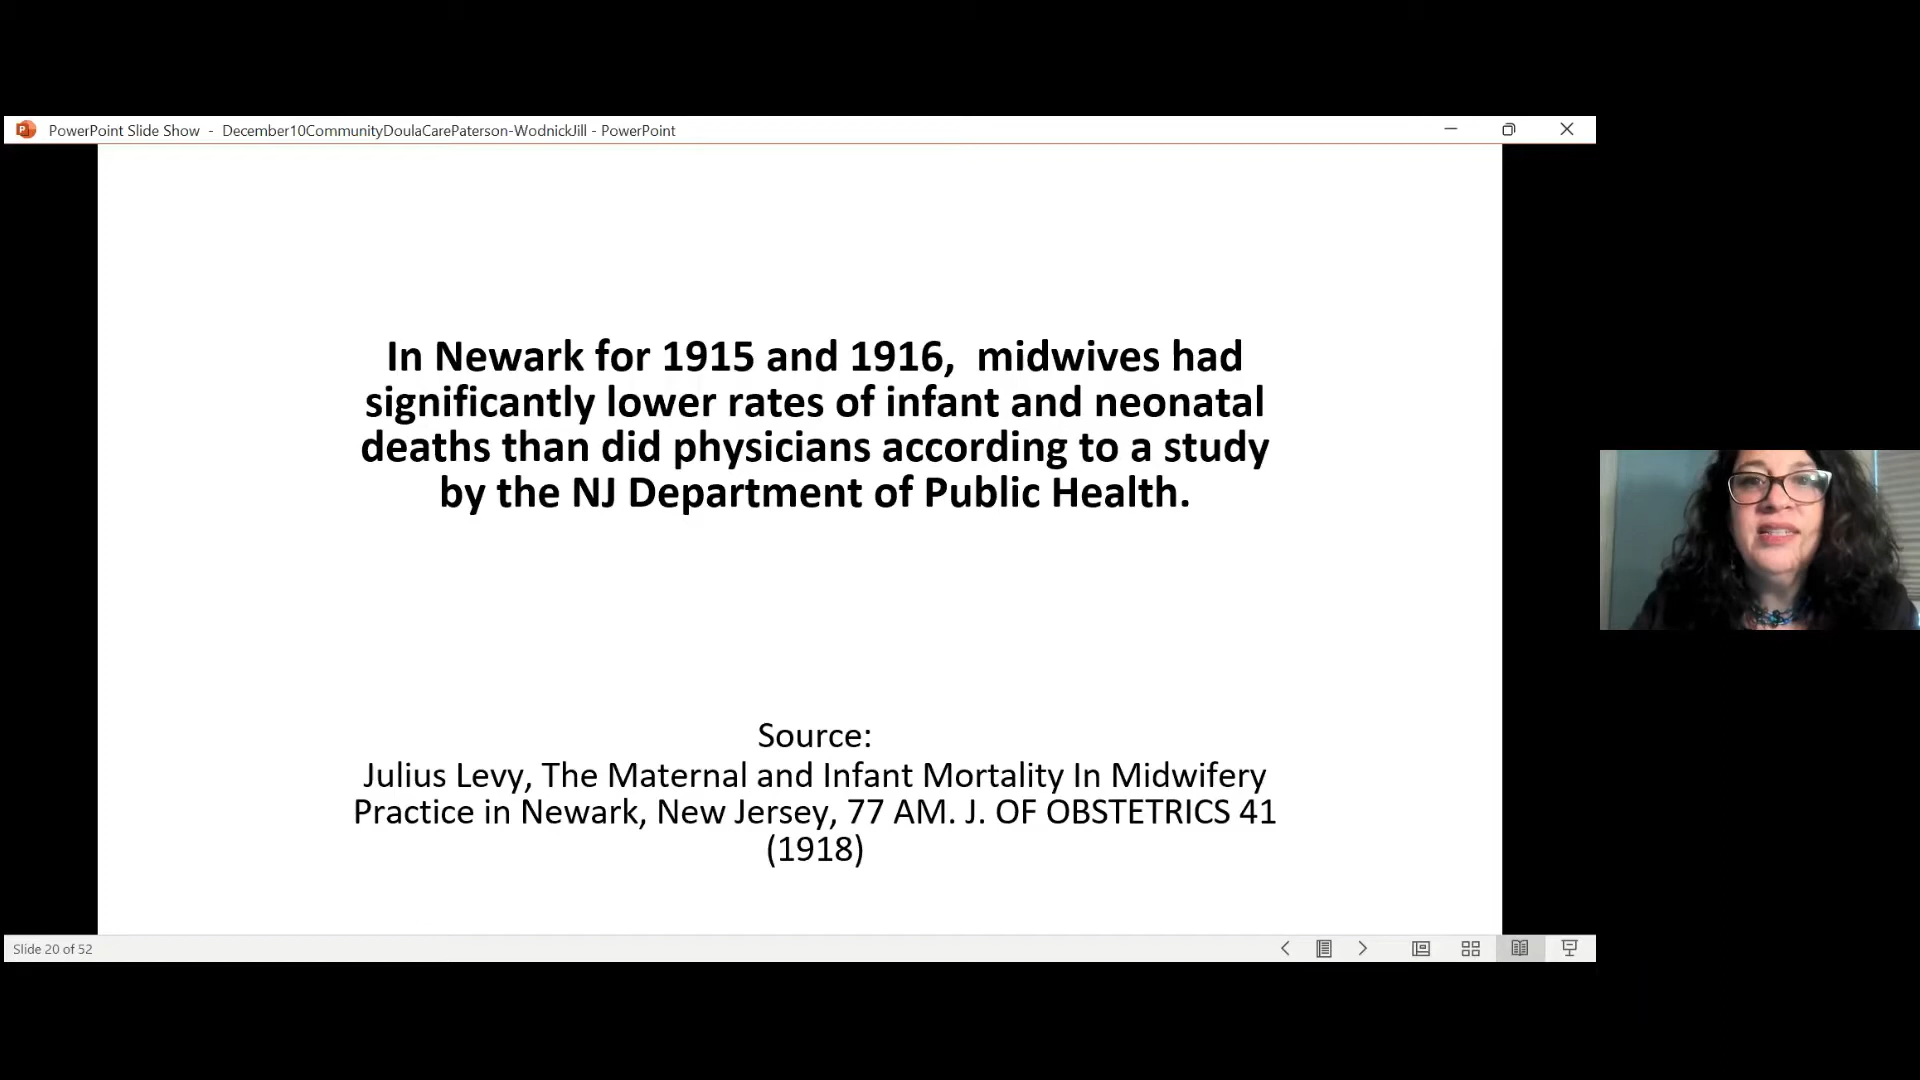 PowerPoint Slide Show - December10CommunityDoulaCarePaterson-WodnickJill - PowerPoint
In Newark for 1915 and 1916, midwives had
significantly lower rates of infant and neonatal
deaths than did physicians according to a study
by the NJ Department of Public Health.
Source:
Julius Levy, The Maternal and Infant Mortality In Midwifery
Practice in Newark, New Jersey, 77 AM. J. OF OBSTETRICS 41
(1918)
Slide 20 of 52